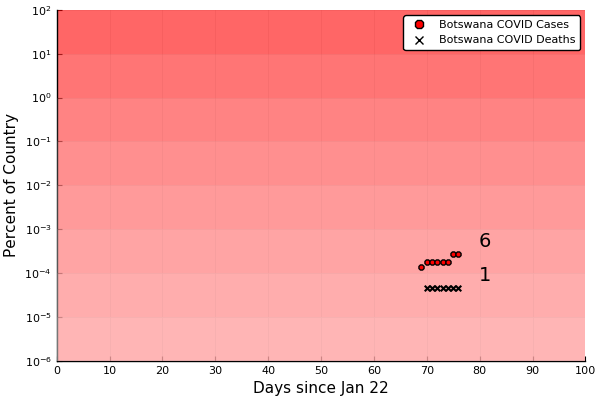 10²
10¹
10⁰
10⁻¹
10⁻²
10⁻³
10⁻⁴
10⁻⁵
10⁻⁶
Percent of Country
Botswana COVID Cases
Botswana COVID Deaths
6
1
0 10 20 30 40 50 60 70 80 90 100
Days since Jan 22